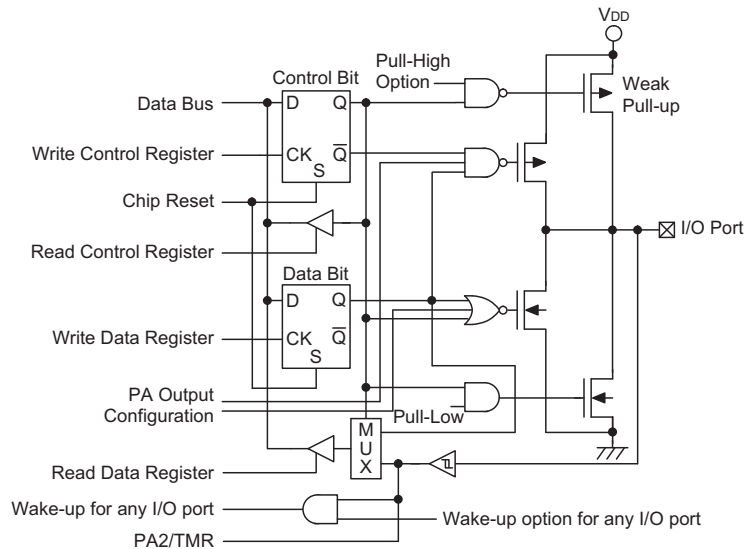 VDD
Pull-High
Option
Weak
Pull-up
Control Bit
Data Bus
D
Q
Write Control Register
CK
Q̅
S
Chip Reset
I/O Port
Read Control Register
Data Bit
D
Q
Write Data Register
CK
Q̅
S
PA Output
Configuration
Pull-Low
M
U
X
Read Data Register
Wake-up for any I/O port
Wake-up option for any I/O port
PA2/TMR